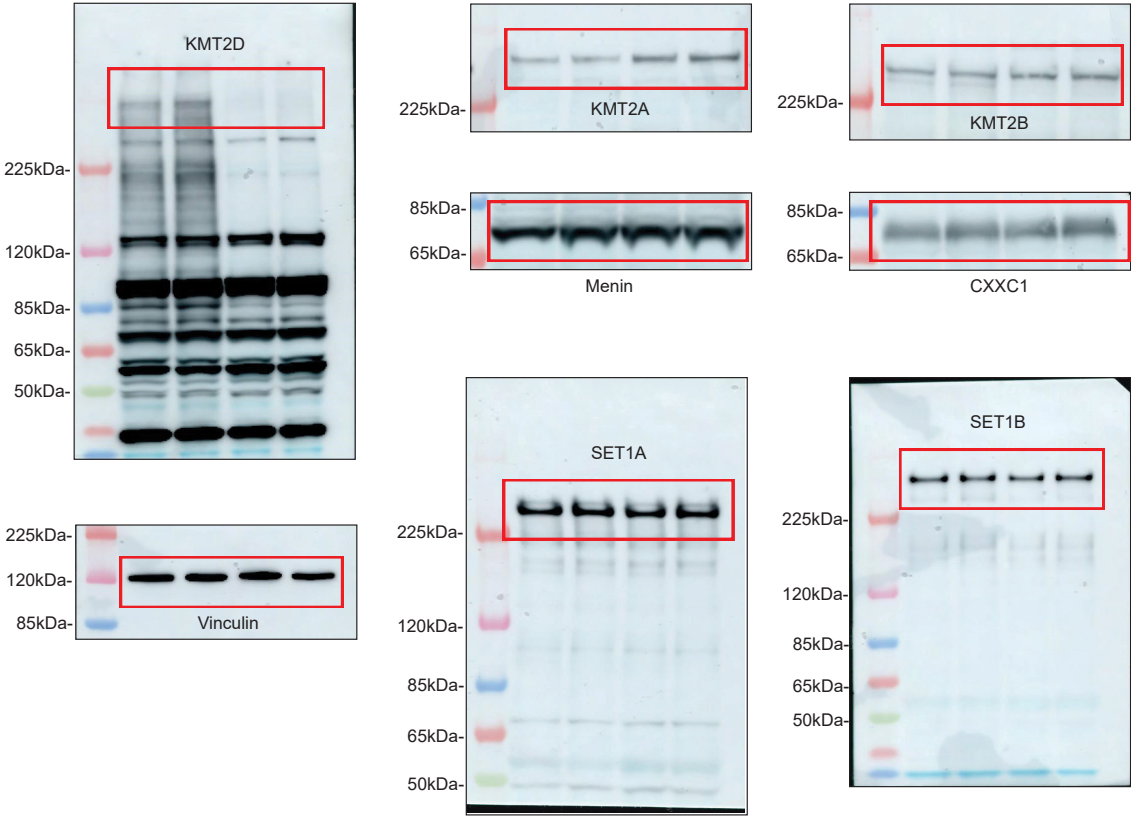 KMT2D
225kDa-
120kDa-
85kDa-
65kDa-
50kDa-
225kDa-
KMT2A
225kDa-
KMT2B
85kDa-
65kDa-
Menin
85kDa-
65kDa-
CXXC1
225kDa-
120kDa-
85kDa-
Vinculin
SET1A
225kDa-
120kDa-
85kDa-
65kDa-
50kDa-
SET1B
225kDa-
120kDa-
85kDa-
65kDa-
50kDa-